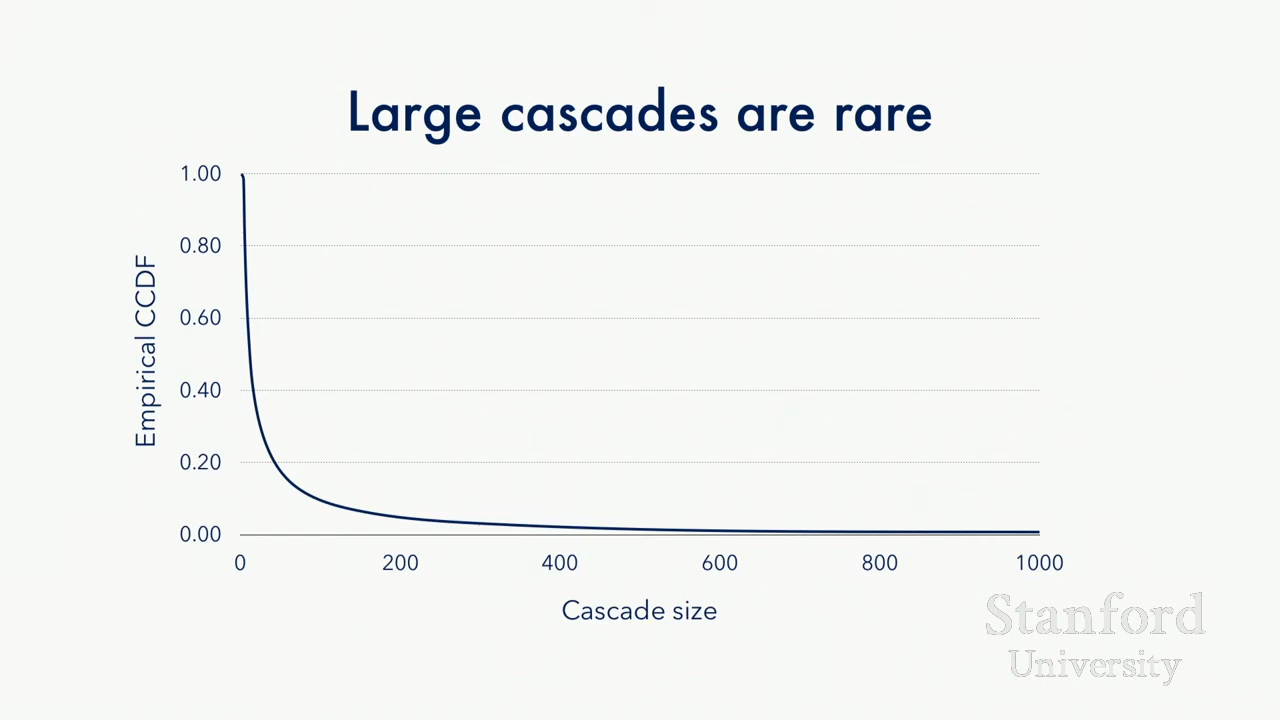 Large cascades are rare
1.00
0.80
0.60
0.40
0.20
0.00
Empirical CCDF
0 200 400 600 800 1000
Cascade size
Stanford
University